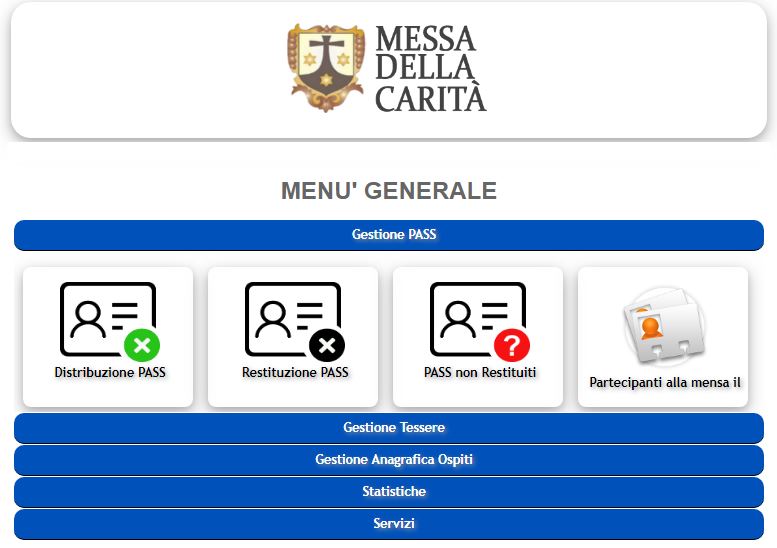 MESSA
DELLA
CARITÀ
MENU' GENERALE
Gestione PASS
Distribuzione PASS
Restituzione PASS
PASS non Restituiti
Partecipanti alla mensa il
Gestione Tessere
Gestione Anagrafica Ospiti
Statistiche
Servizi